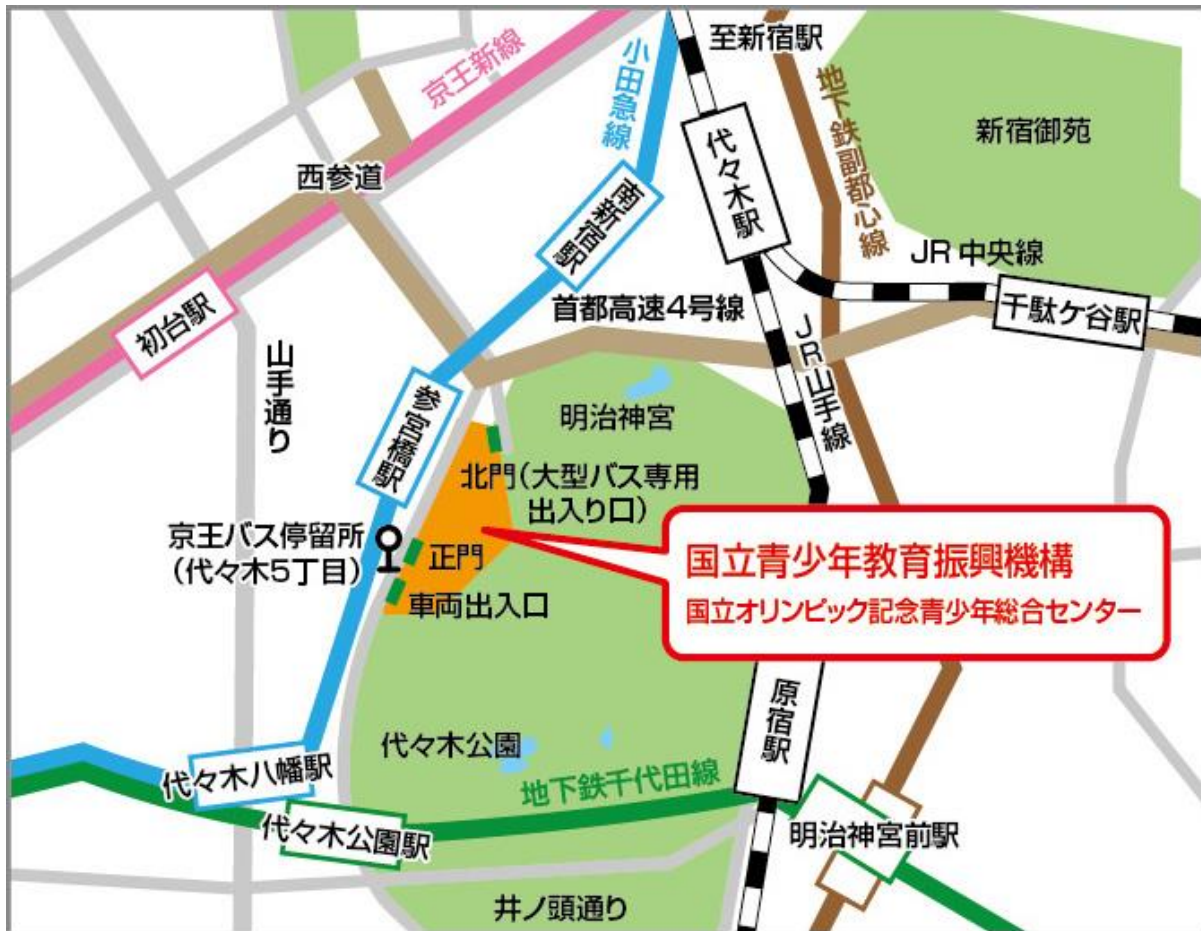 至新宿駅
京王新線
小田急線
地下鉄副都心線
新宿御苑
代々木駅
西参道
南新宿駅
JR中央線
千駄ケ谷駅
首都高速4号線
初台駅
山手通り
JR山手線
参宮橋駅
明治神宮
北門(大型バス専用
出入り口)
京王バス停留所
(代々木5丁目)
正門
車両出入口
国立青少年教育振興機構
国立オリンピック記念青少年総合センター
原宿駅
代々木公園
代々木八幡駅
地下鉄千代田線
代々木公園駅
明治神宮前駅
井ノ頭通り